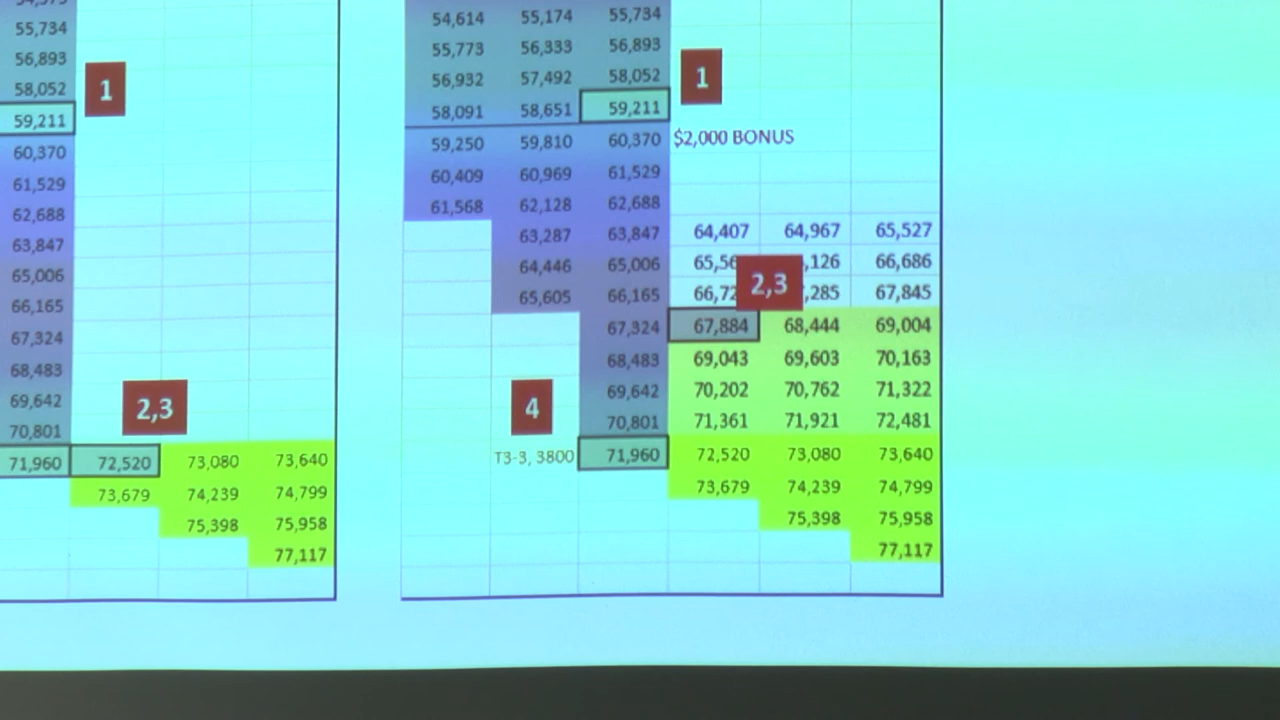 55,734
56,893
58,052
59,211
60,370
61,529
62,688
63,847
65,006
66,165
67,324
68,483
69,642
70,801
71,960 72,520 73,080 73,640
73,679 74,239 74,799
75,398 75,958
77,117
1
2,3
54,614 55,174 55,734
55,773 56,333 56,893
56,932 57,492 58,052
58,091 58,651 59,211
59,250 59,810 60,370 $2,000 BONUS
60,409 60,969 61,529
61,568 62,128 62,688
63,287 63,847 64,407 64,967 65,527
64,446 65,006 65,56 ,126 66,686
65,605 66,165 66,72 ,285 67,845
67,324 67,884 68,444 69,004
68,483 69,043 69,603 70,163
69,642 70,202 70,762 71,322
70,801 71,361 71,921 72,481
T3-3, 3800 71,960 72,520 73,080 73,640
73,679 74,239 74,799
75,398 75,958
77,117
1
2,3
4